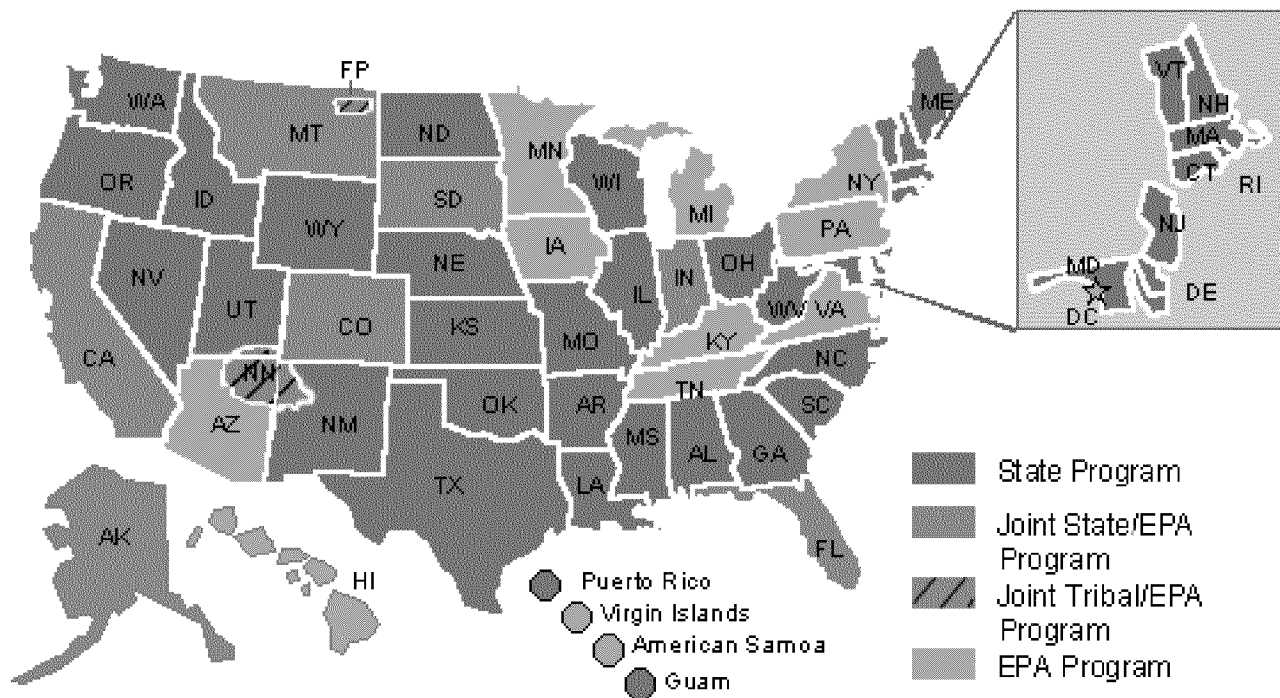 FP
WA
MT
ND
MN
ME
VT
NH
MA
CT
RI
OR
ID
SD
WI
NY
WY
MI
IA
PA
NJ
NV
NE
IN
OH
MD
DE
DC
UT
CO
KS
IL
WV
VA
CA
MO
KY
NN
NC
TN
AZ
NM
OK
AR
SC
MS
AL
GA
TX
LA
FL
AK
HI
Puerto Rico
Virgin Islands
American Samoa
Guam
State Program
Joint State/EPA
Program
Joint Tribal/EPA
Program
EPA Program